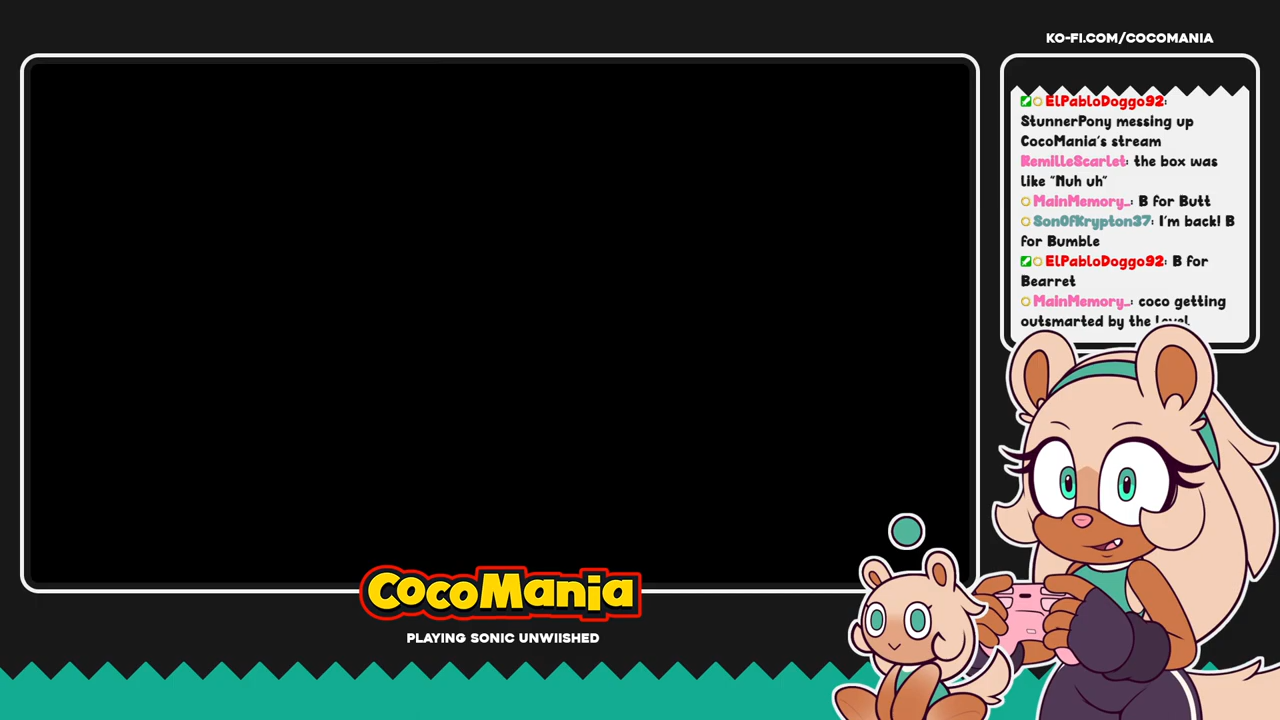 KO-FI.COM/COCOMANIA
ElPabloDoggo92:
StunnerPony messing up
CocoMania's stream
RemilleScarlet: the box was
like "Nuh uh"
MainMemory_: B for Butt
SonOfKrypton37: I'm back! B
for Bumble
ElPabloDoggo92: B for
Bearret
MainMemory_: coco getting
outsmarted by the level
CocoMania
PLAYING SONIC UNWIISHED